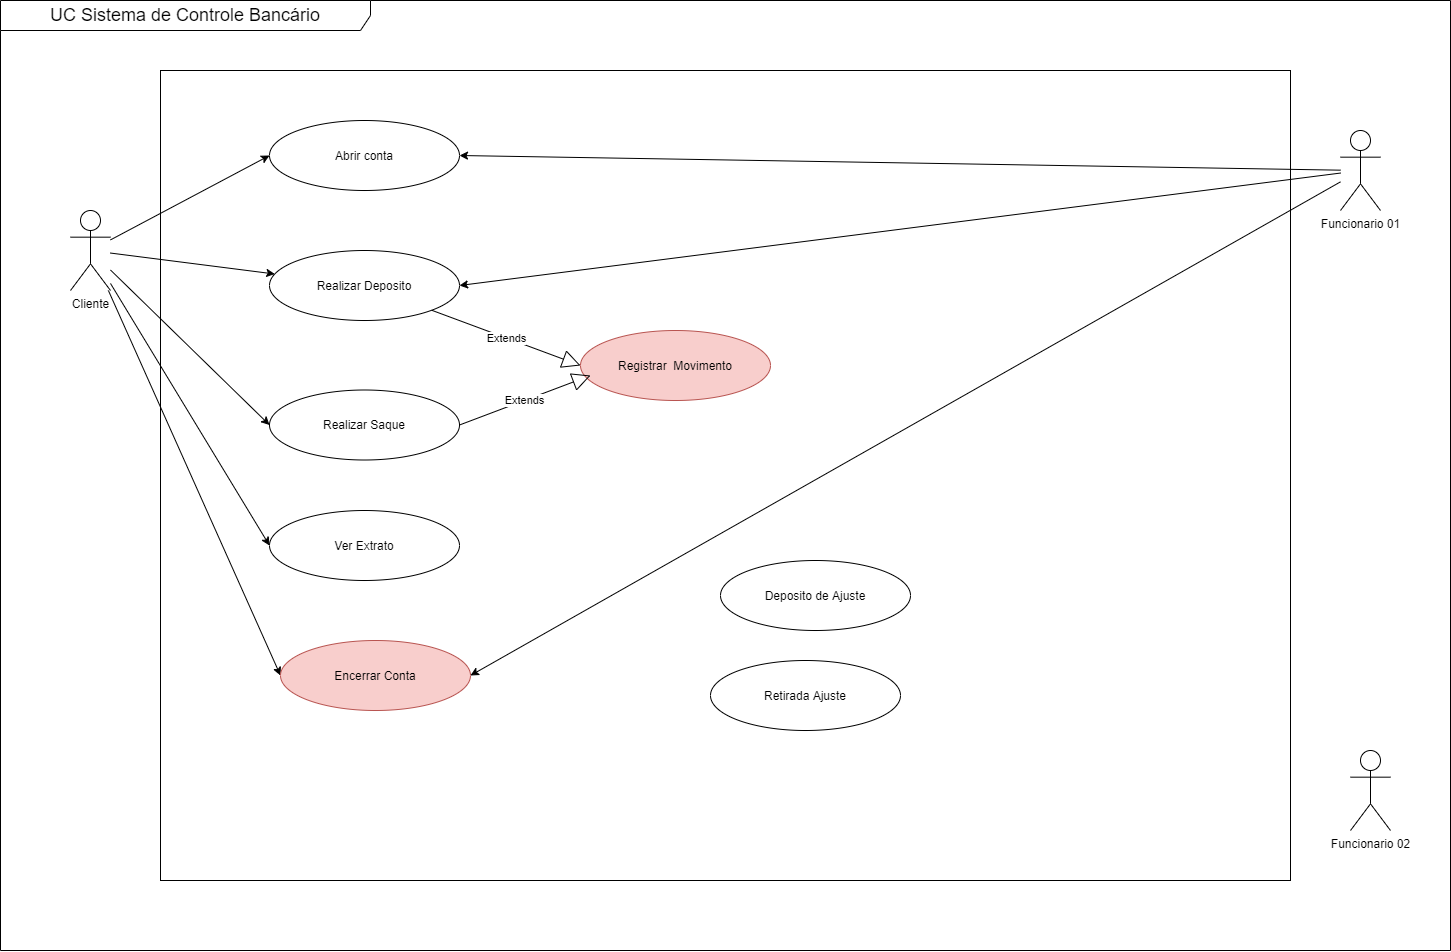 UC Sistema de Controle Bancário
Abrir conta
Funcionario 01
Cliente
Realizar Deposito
Extends
Registrar  Movimento
Extends
Realizar Saque
Ver Extrato
Deposito de Ajuste
Encerrar Conta
Retirada Ajuste
Funcionario 02